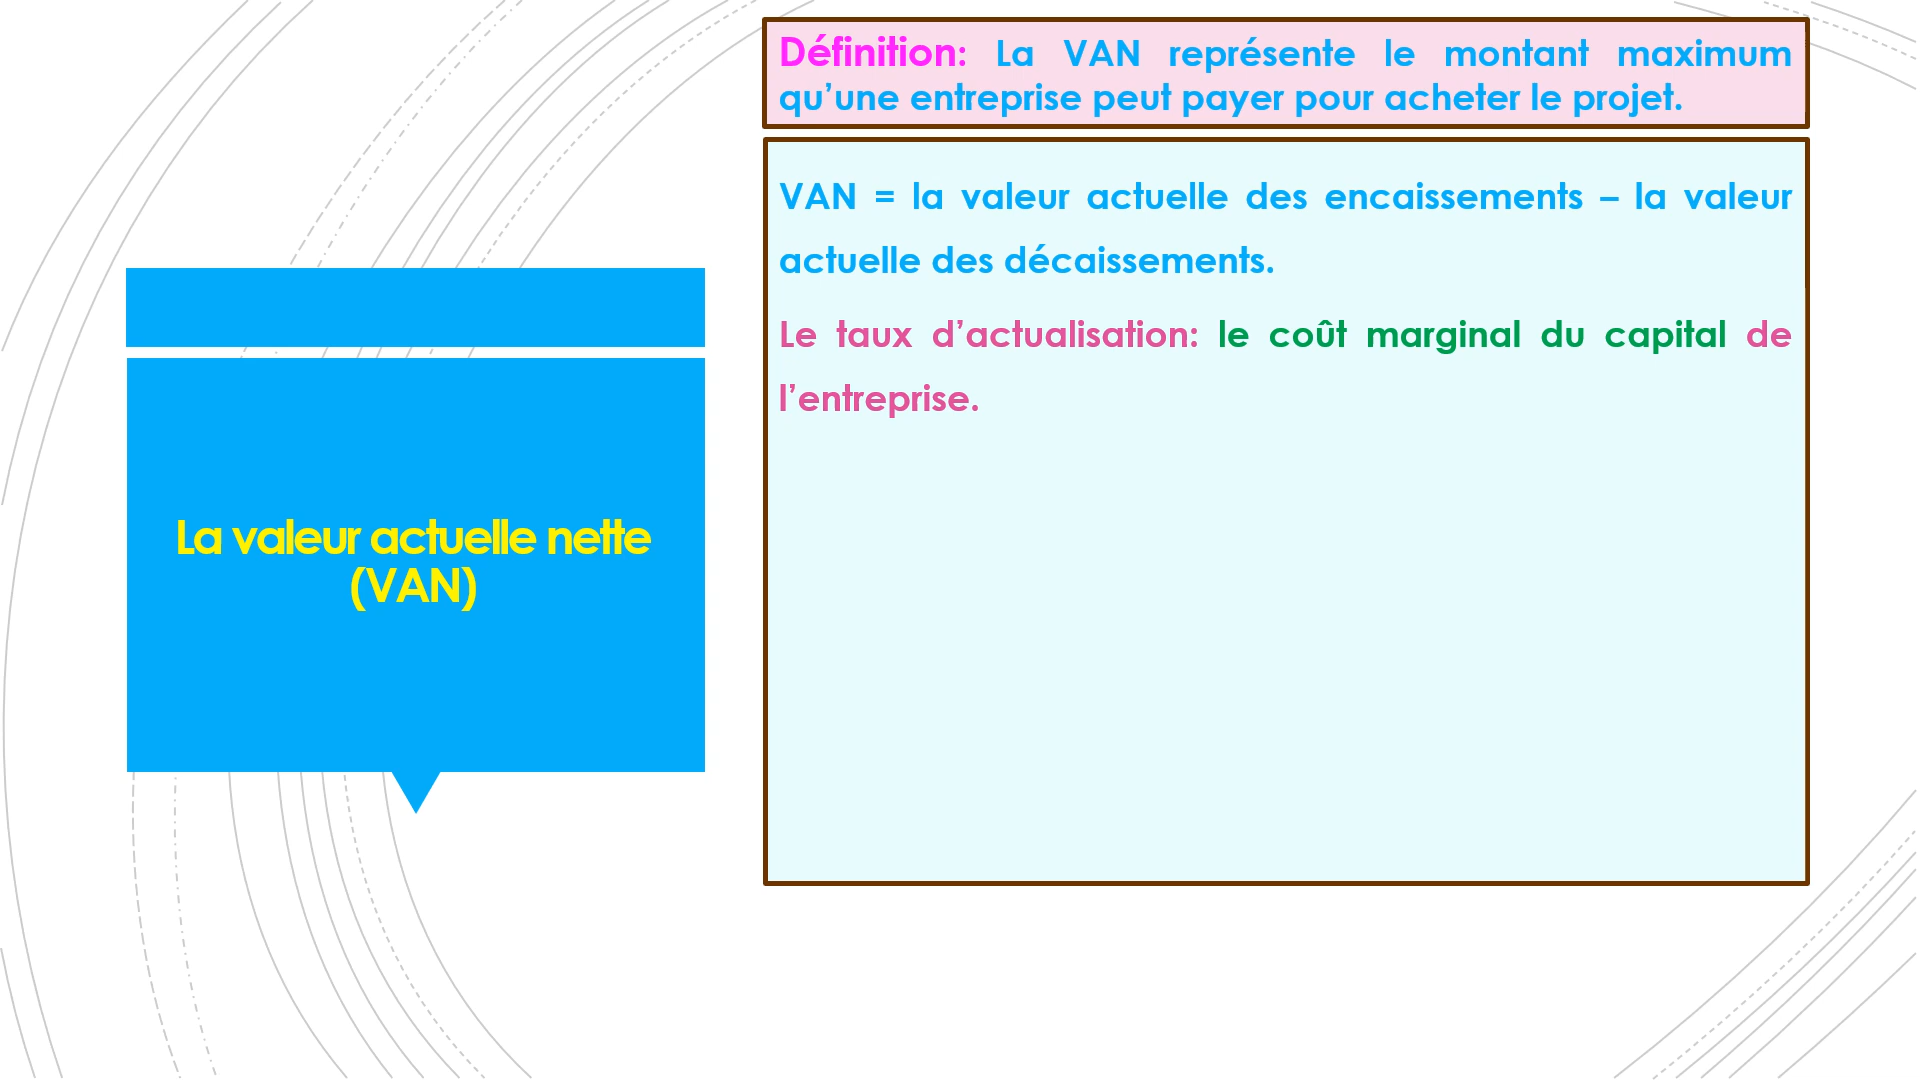 La valeur actuelle nette
(VAN)
Définition: La VAN représente le montant maximum
qu’une entreprise peut payer pour acheter le projet.
VAN = la valeur actuelle des encaissements – la valeur
actuelle des décaissements.
Le taux d’actualisation: le coût marginal du capital de
l’entreprise.